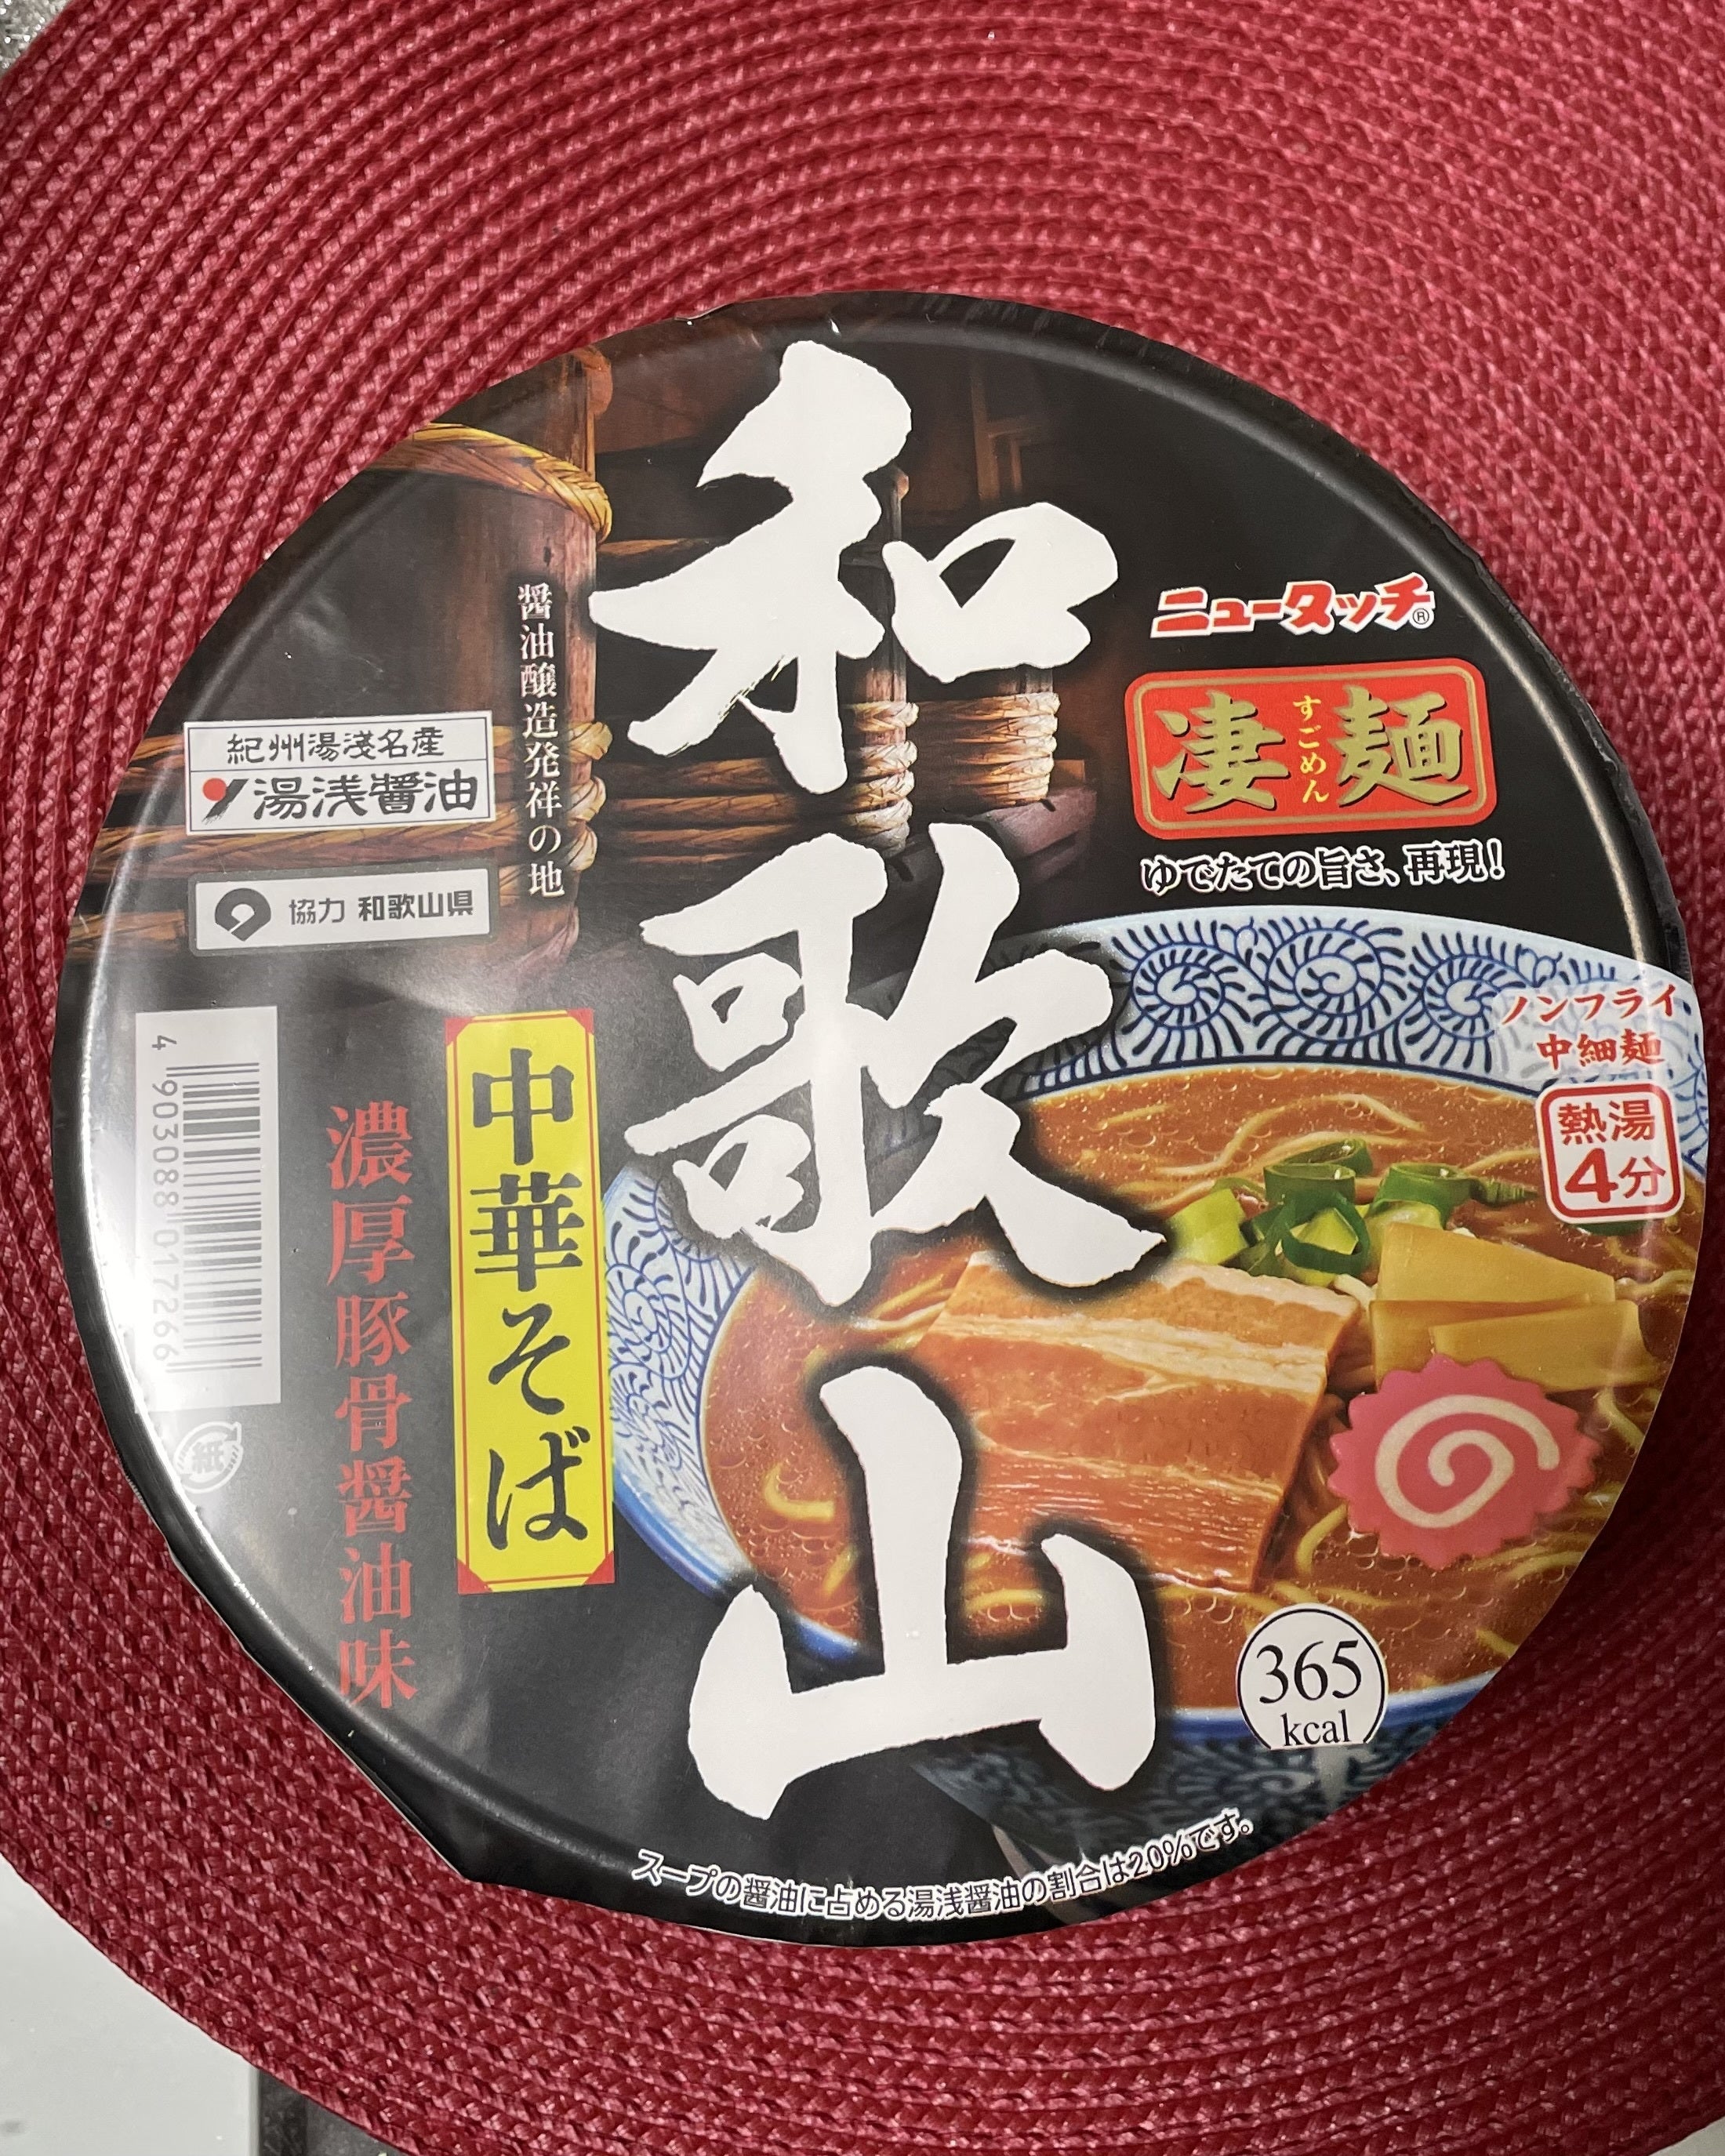 和歌山
ニュータッチ®
凄麺
すごめん
ゆでたての旨さ、再現!
ノンフライ
中細麺
熱湯
4分
醤油醸造発祥の地
紀州湯淺名産
湯浅醤油
協力 和歌山県
中華そば
濃厚豚骨醤油味
4 903088 017266
紙
365
kcal
スープの醤油に占める湯浅醤油の割合は20%です。